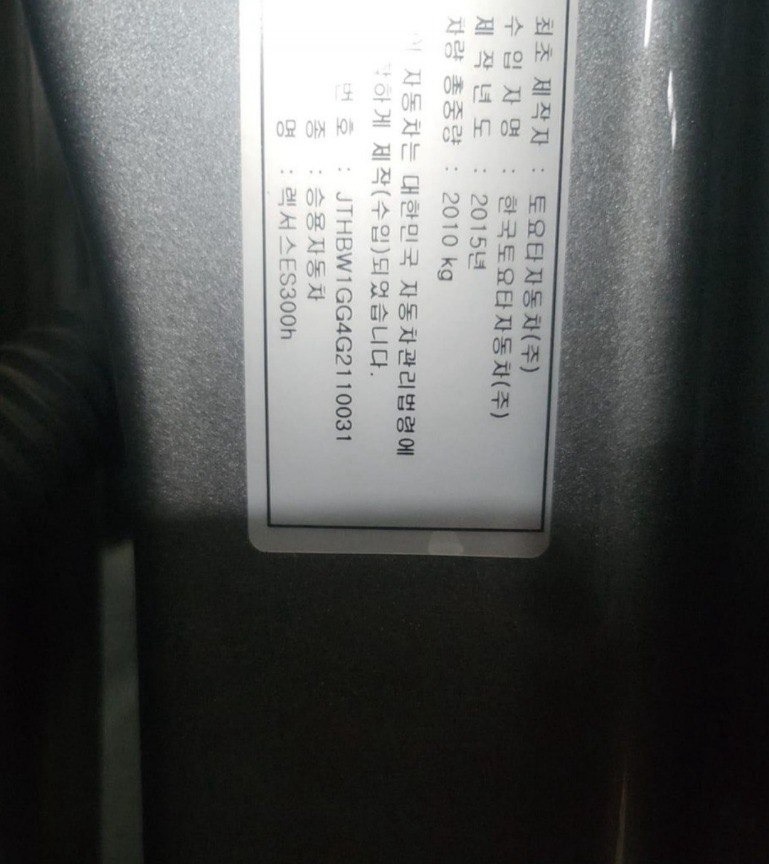 최초 제작자 : 토요타자동차(주)
수 입 자 명 : 한국토요타자동차(주)
제 작 년 도 : 2015년
차량 총중량 : 2010 kg
자동차는 대한민국 자동차관리법령에
하게 제작(수입)되었습니다.
번 호 : JTHBW1GG4G2110031
종 : 승용자동차
명 : 렉서스ES300h